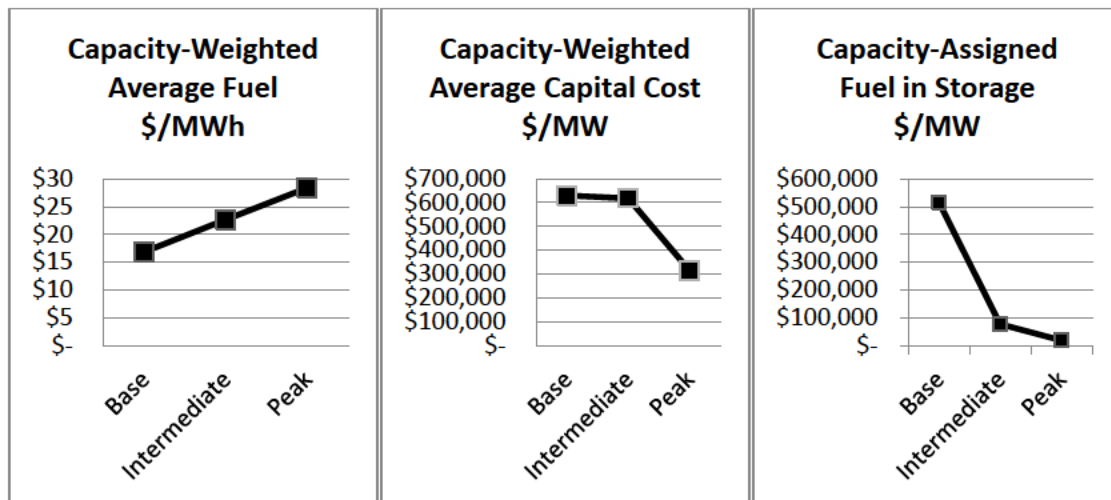 Capacity-Weighted
Average Fuel
$/MWh
$30
$25
$20
$15
$10
$5
$-
Base
Intermediate
Peak
Capacity-Weighted
Average Capital Cost
$/MW
$700,000
$600,000
$500,000
$400,000
$300,000
$200,000
$100,000
$-
Base
Intermediate
Peak
Capacity-Assigned
Fuel in Storage
$/MW
$600,000
$500,000
$400,000
$300,000
$200,000
$100,000
$-
Base
Intermediate
Peak